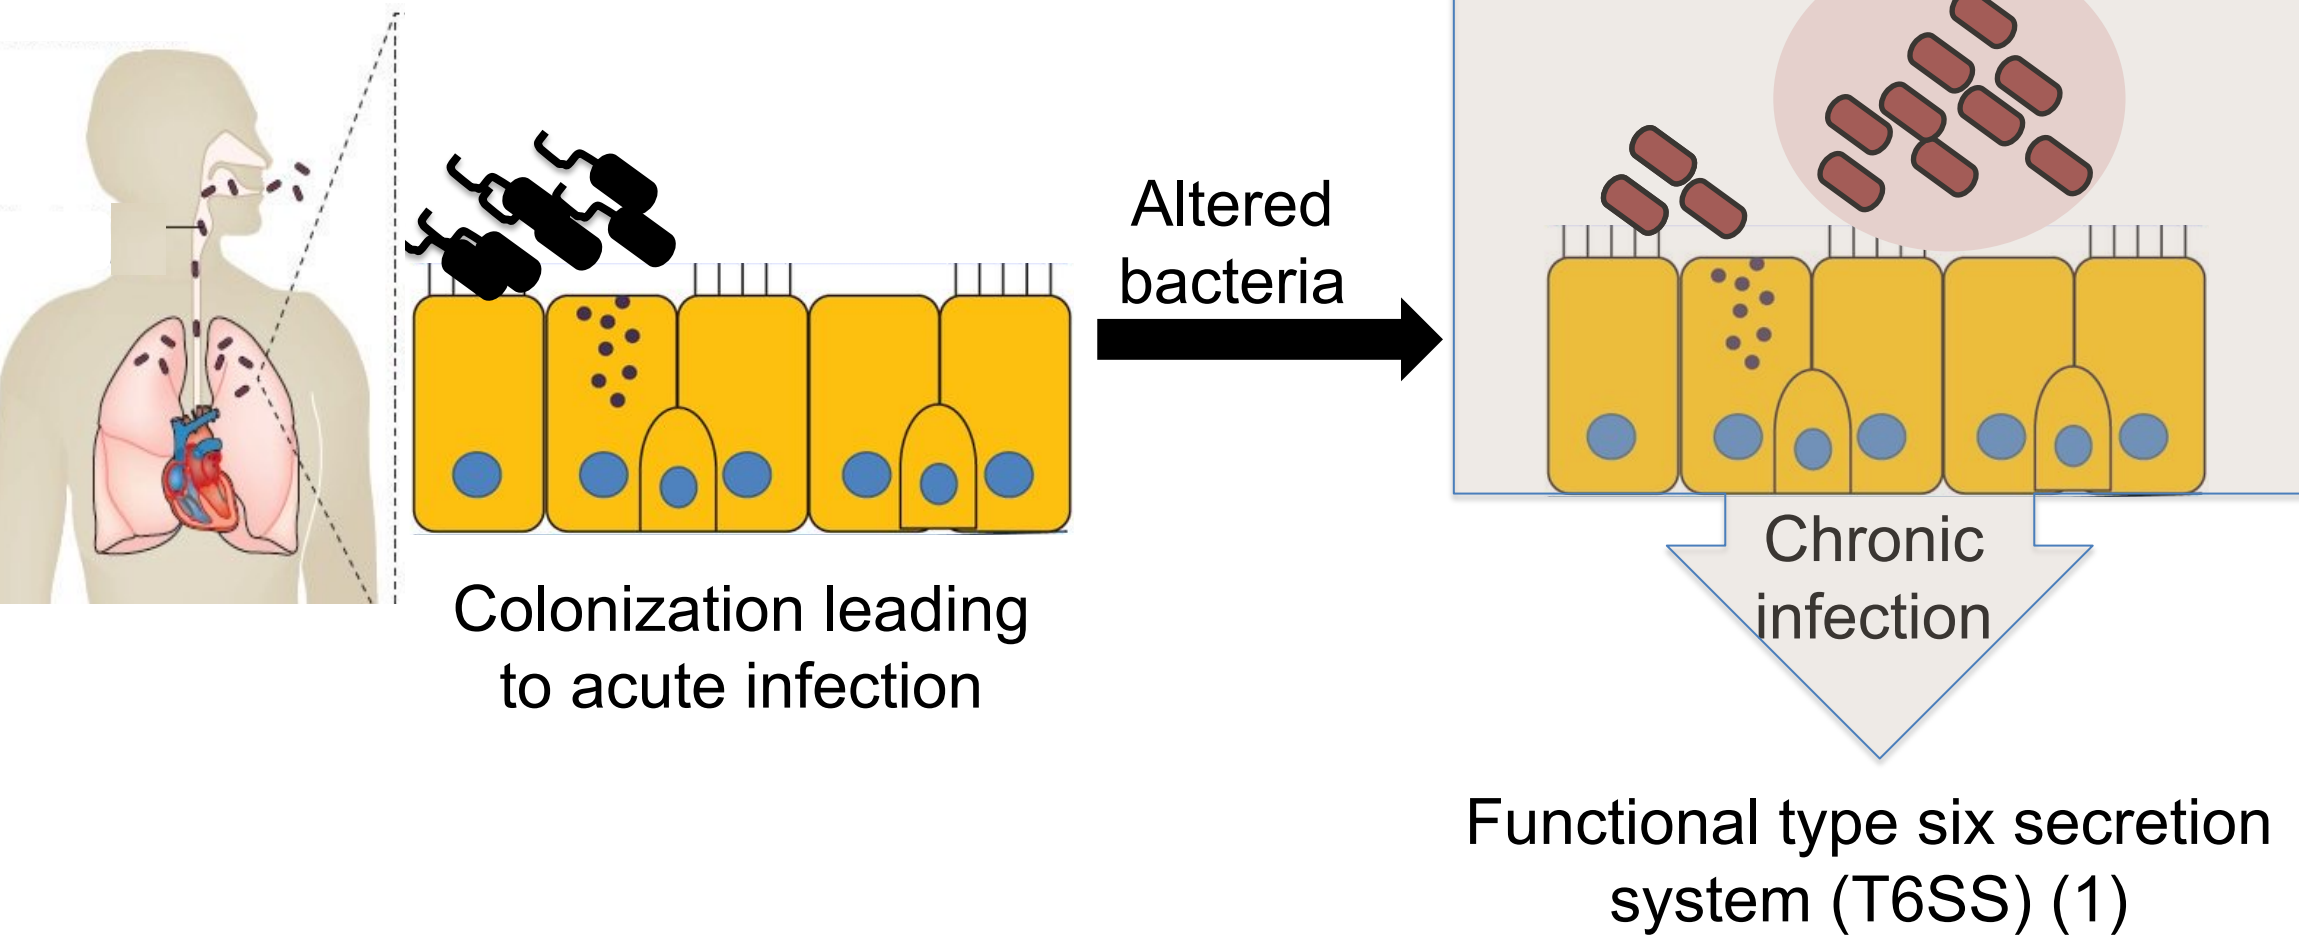 Altered
bacteria
Colonization leading
to acute infection
Chronic
infection
Functional type six secretion
system (T6SS) (1)